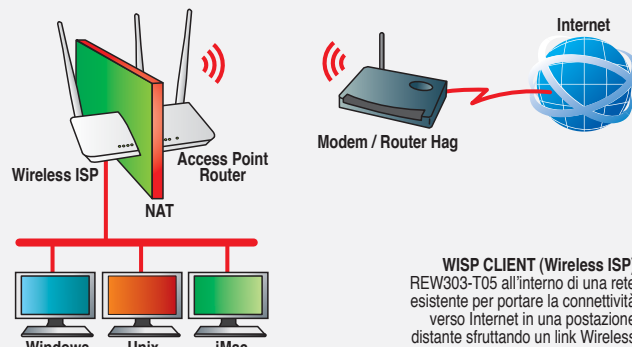 Internet
Modem / Router Hag
Access Point
Router
Wireless ISP
NAT
Windows
Unix
iMac
WISP CLIENT (Wireless ISP)
REW303-T05 all'interno di una rete
esistente per portare la connettività
verso Internet in una postazione
distante sfruttando un link Wireless